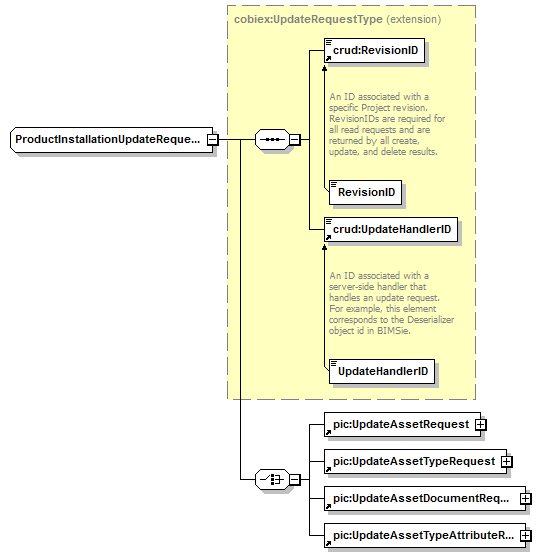 cobiex:UpdateRequestType (extension)
crud:RevisionID
An ID associated with a
specific Project revision.
RevisionIDs are required for
all read requests and are
returned by all create,
update, and delete results.
ProductInstallationUpdateReque...
RevisionID
crud:UpdateHandlerID
An ID associated with a
server-side handler that
handles an update request.
For example, this element
corresponds to the Deserializer
object id in BIMSie.
UpdateHandlerID
pic:UpdateAssetRequest
pic:UpdateAssetTypeRequest
pic:UpdateAssetDocumentReq...
pic:UpdateAssetTypeAttributeR...